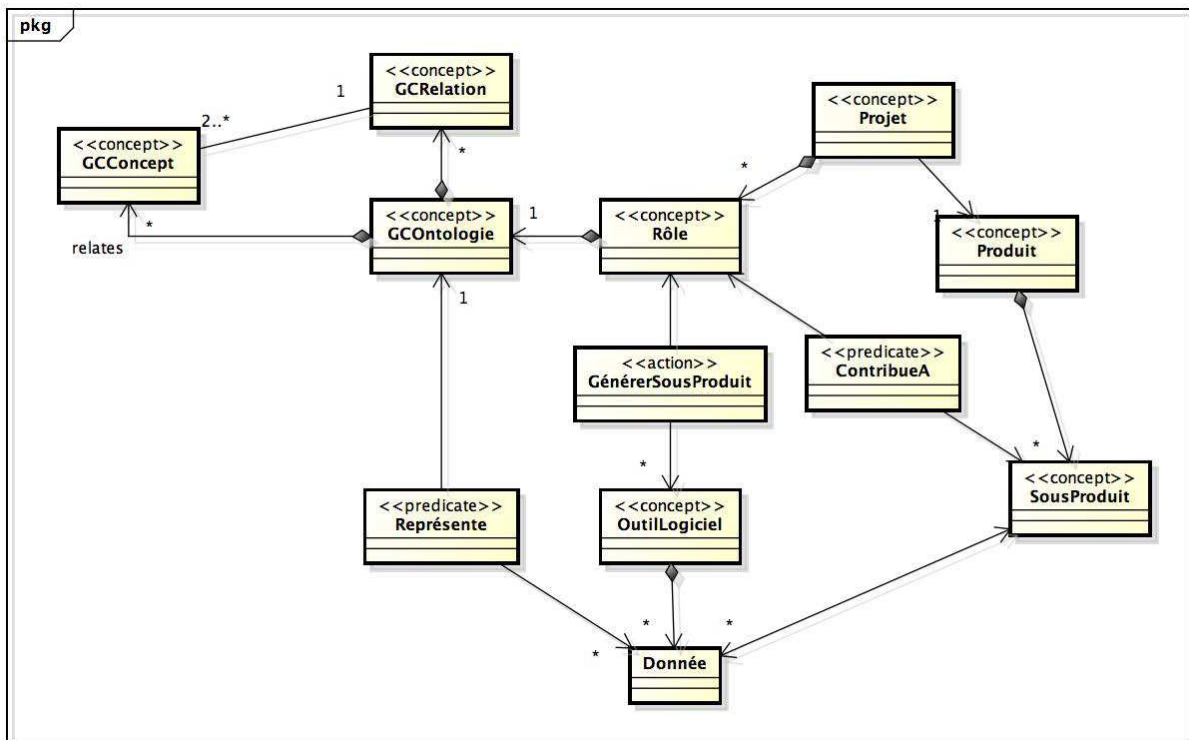 pkg
<<concept>>
GCRelation
1
2..*
<<concept>>
GCConcept
*
*
relates
<<concept>>
GCOntologie
1
1
<<concept>>
Rôle
*
<<concept>>
Projet
1
<<concept>>
Produit
<<action>>
GénérerSousProduit
*
<<predicate>>
ContribueA
*
<<concept>>
SousProduit
<<predicate>>
Représente
<<concept>>
OutilLogiciel
*
*
*
Donnée